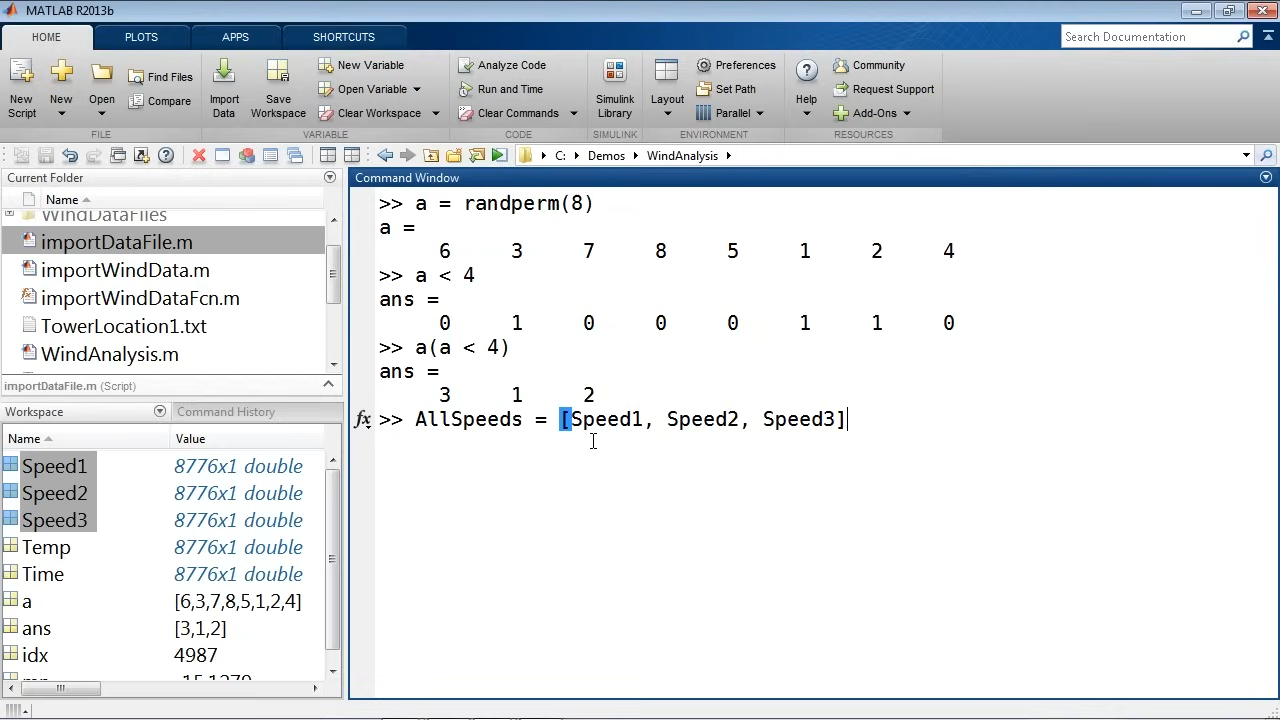 MATLAB R2013b
HOME PLOTS APPS SHORTCUTS Search Documentation
New Script New Open Find Files Compare Import Data Save Workspace New Variable Open Variable Clear Workspace Analyze Code Run and Time Clear Commands Simulink Library Layout Preferences Set Path Parallel Help Community Request Support Add-Ons
FILE VARIABLE CODE SIMULINK ENVIRONMENT RESOURCES
C: Demos WindAnalysis
Current Folder
Name
WindDataFiles
importDataFile.m
importWindData.m
importWindDataFcn.m
TowerLocation1.txt
WindAnalysis.m
importDataFile.m (Script)
Workspace Command History
Name Value
Speed1 8776x1 double
Speed2 8776x1 double
Speed3 8776x1 double
Temp 8776x1 double
Time 8776x1 double
a [6,3,7,8,5,1,2,4]
ans [3,1,2]
idx 4987
Command Window
>> a = randperm(8)
a =
6 3 7 8 5 1 2 4
>> a < 4
ans =
0 1 0 0 0 1 1 0
>> a(a < 4)
ans =
3 1 2
fx >> AllSpeeds = [Speed1, Speed2, Speed3]